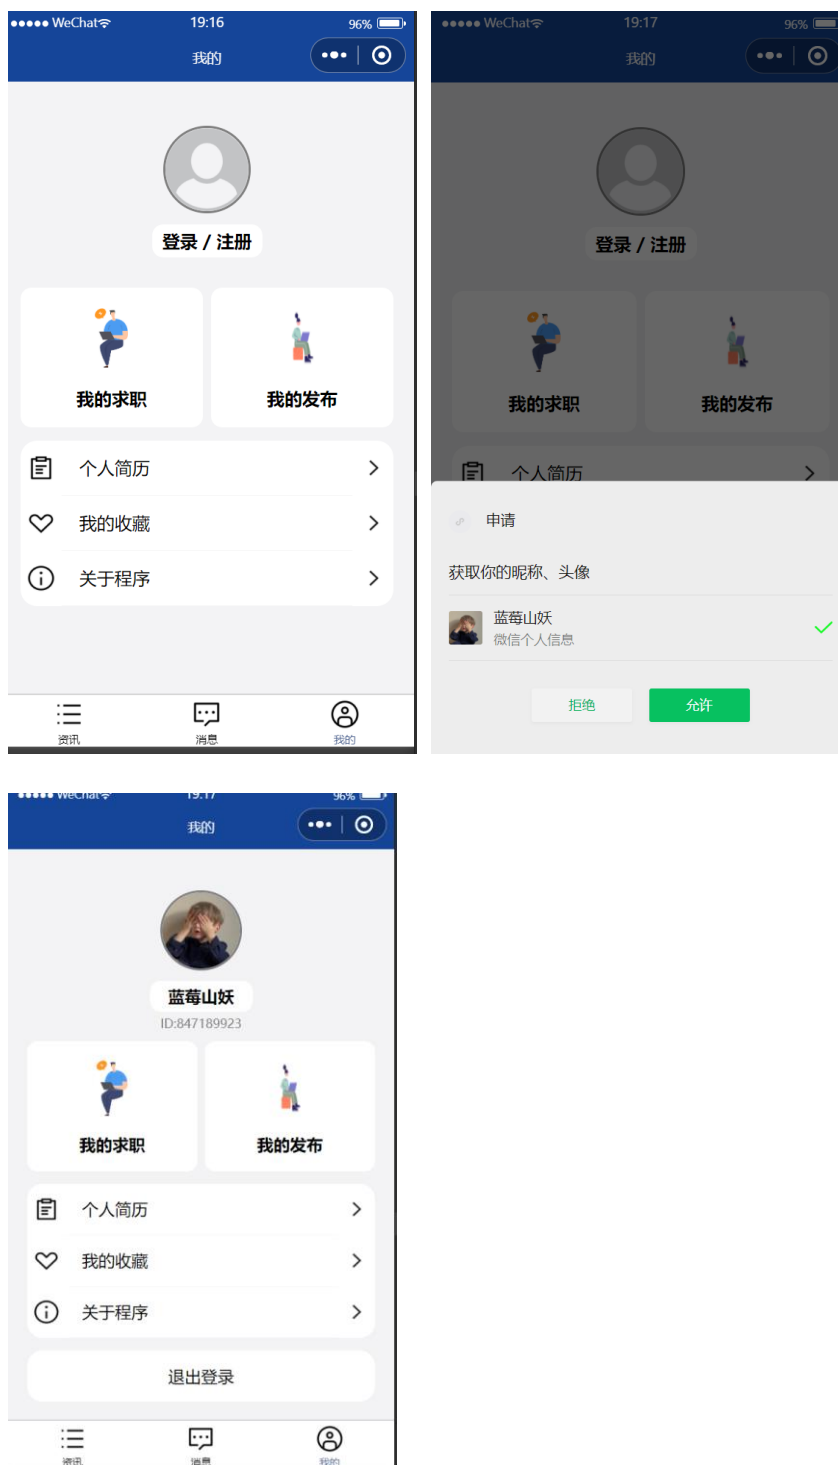 WeChat 19:16 96%
我的
登录 / 注册
我的求职 我的发布
个人简历
我的收藏
关于程序
资讯 消息 我的
WeChat 19:17 96%
我的
登录 / 注册
我的求职 我的发布
个人简历
申请
获取你的昵称、头像
蓝莓山妖
微信个人信息
拒绝 允许
WeChat 19:17 96%
我的
蓝莓山妖
ID:847189923
我的求职 我的发布
个人简历
我的收藏
关于程序
退出登录
资讯 消息 我的